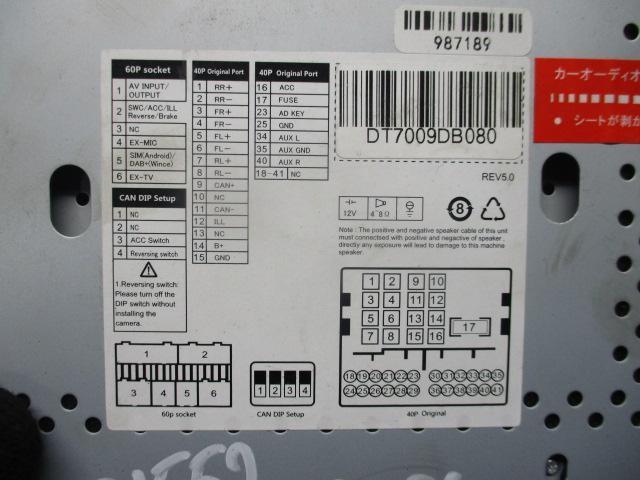 987189
カーオーディオ
● シートが剥が
60P socket
1 AV INPUT/ OUTPUT
2 SWC/ACC/ILL Reverse/Brake
3 NC
4 EX-MIC
5 SIM(Android)/ DAB+(Wince)
6 EX-TV
CAN DIP Setup
1 NC
2 NC
3 ACC Switch
4 Reversing switch
1.Reversing switch:
Please turn off the
DIP switch without
installing the
camera.
40P Original Port
1 RR+
2 RR-
3 FR+
4 FR-
5 FL+
6 FL-
7 RL+
8 RL-
9 CAN+
10 NC
11 CAN-
12 ILL
13 NC
14 B+
15 GND
40P Original Port
16 ACC
17 FUSE
23 AD KEY
25 GND
34 AUX L
35 AUX GND
40 AUX R
18-41 NC
DT7009DB080
REV5.0
12V
4~8Ω
8
Note : The positive and negative speaker cable of this unit
must connectsed with positive and negactive of speaker ,
directly any exposure will lead to damage to this machine
speaker.
1 2 9 10
3 4 11 12
5 6 13 14
7 8 15 16
17
18 19 20 21 22 23 30 31 32 33 34 35
24 25 26 27 28 29 36 37 38 39 40 41
40P Original
1 2
3 4 5 6
60p socket
1 2 3 4
CAN DIP Setup